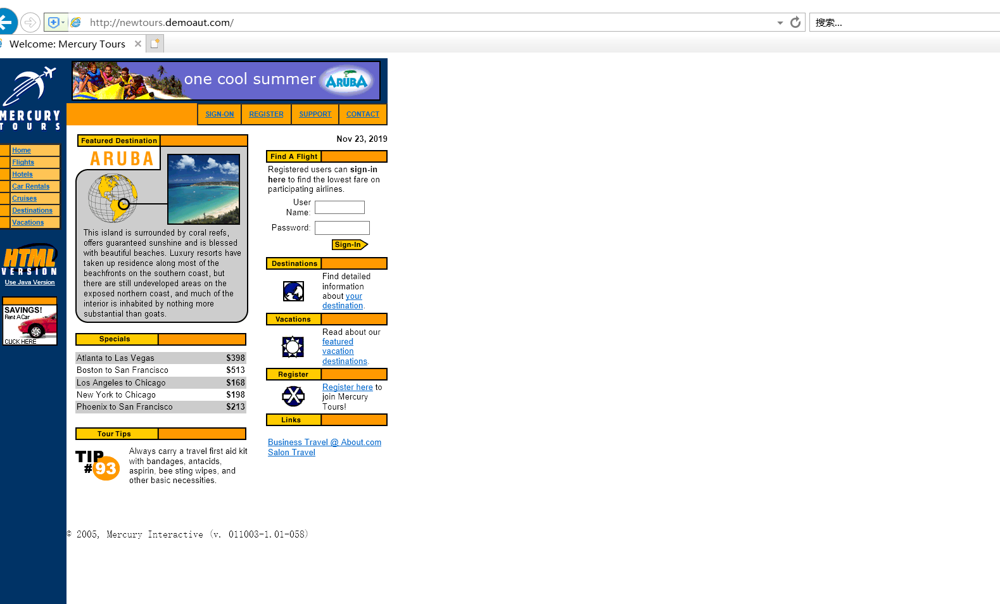 http://newtours.demoaut.com/
搜索...
Welcome: Mercury Tours
one cool summer
ARUBA
MERCURY
TOURS
SIGN-ON
REGISTER
SUPPORT
CONTACT
Home
Flights
Hotels
Car Rentals
Cruises
Destinations
Vacations
HTML
VERSION
Use Java Version
SAVINGS!
Rent A Car
CLICK HERE
Featured Destination
ARUBA
This island is surrounded by coral reefs,
offers guaranteed sunshine and is blessed
with beautiful beaches. Luxury resorts have
taken up residence along most of the
beachfronts on the southern coast, but
there are still undeveloped areas on the
exposed northern coast, and much of the
interior is inhabited by nothing more
substantial than goats.
Specials
Atlanta to Las Vegas $398
Boston to San Francisco $513
Los Angeles to Chicago $168
New York to Chicago $198
Phoenix to San Francisco $213
Tour Tips
TIP
#93
Always carry a travel first aid kit
with bandages, antacids,
aspirin, bee sting wipes, and
other basic necessities.
Nov 23, 2019
Find A Flight
Registered users can sign-in
here to find the lowest fare on
participating airlines.
User
Name:
Password:
Sign-In
Destinations
Find detailed
information
about your
destination.
Vacations
Read about our
featured
vacation
destinations.
Register
Register here to
join Mercury
Tours!
Links
Business Travel @ About.com
Salon Travel
© 2005, Mercury Interactive (v. 011003-1.01-058)